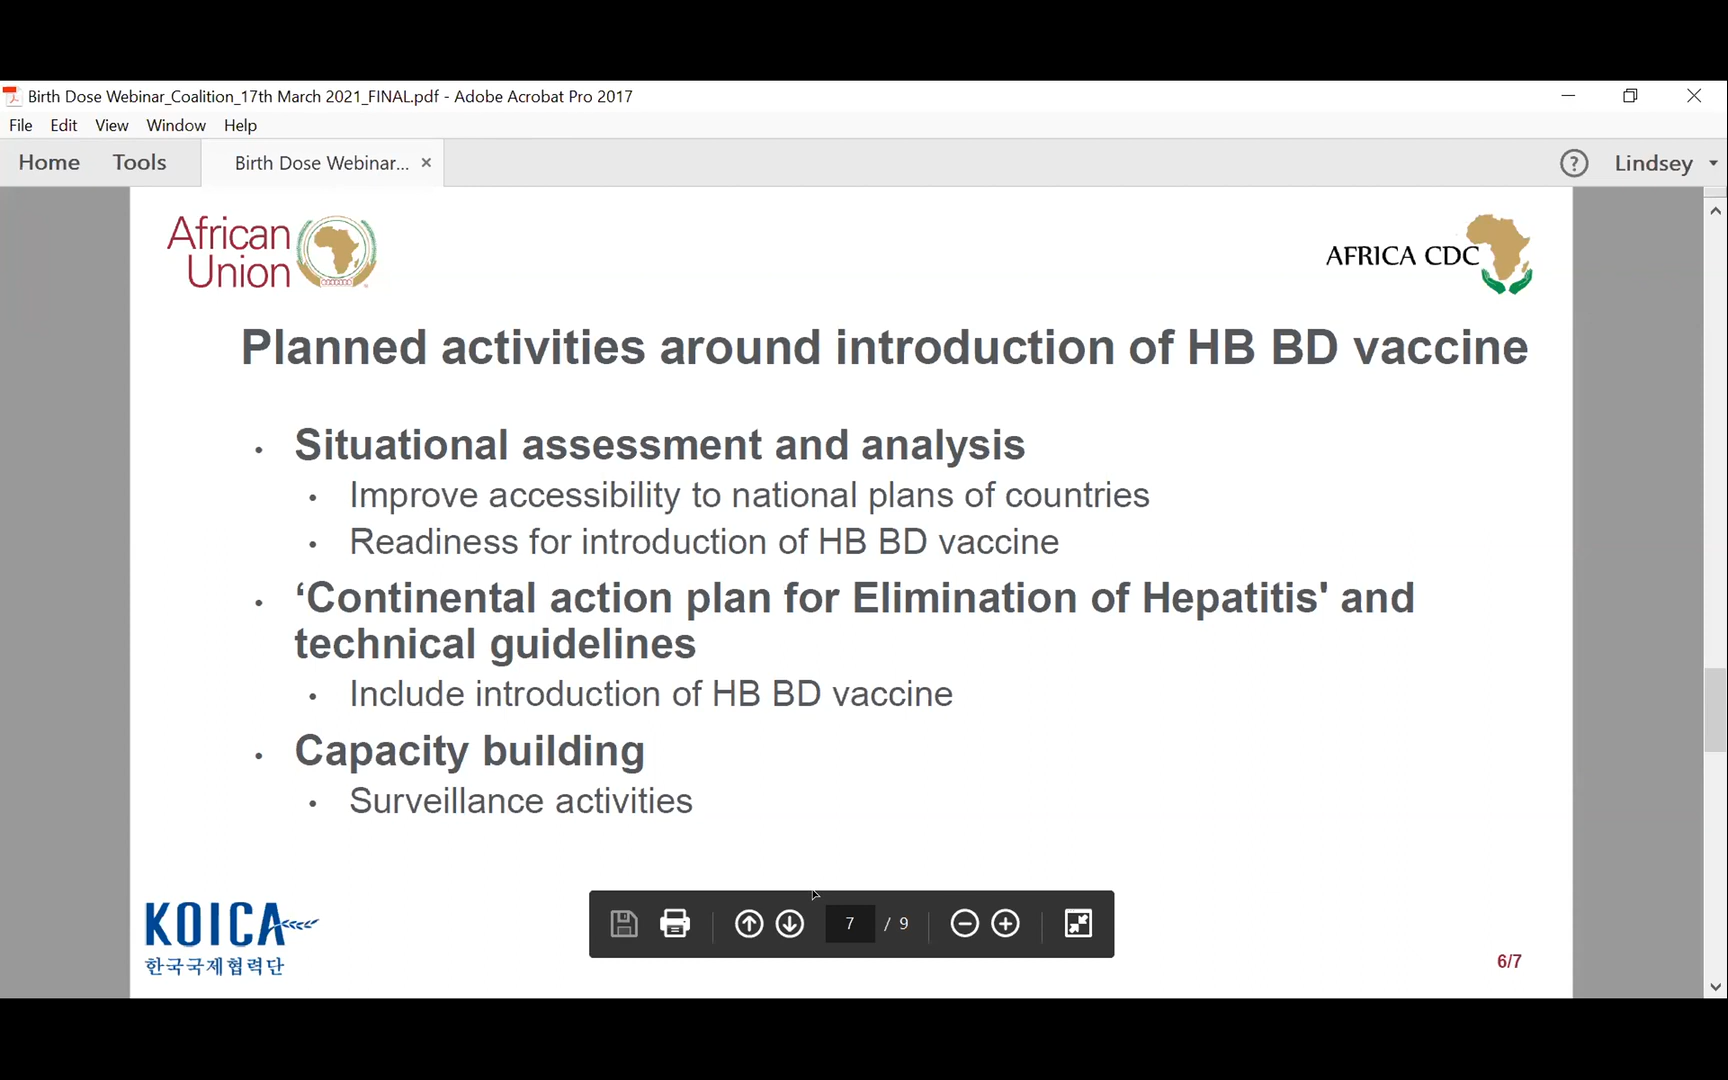 Birth Dose Webinar_Coalition_17th March 2021_FINAL.pdf - Adobe Acrobat Pro 2017
File Edit View Window Help
Home Tools Birth Dose Webinar... × ? Lindsey
African
Union
AFRICA CDC
Planned activities around introduction of HB BD vaccine
• Situational assessment and analysis
• Improve accessibility to national plans of countries
• Readiness for introduction of HB BD vaccine
• ‘Continental action plan for Elimination of Hepatitis' and
technical guidelines
• Include introduction of HB BD vaccine
• Capacity building
• Surveillance activities
KOICA
한국국제협력단
7 / 9
6/7